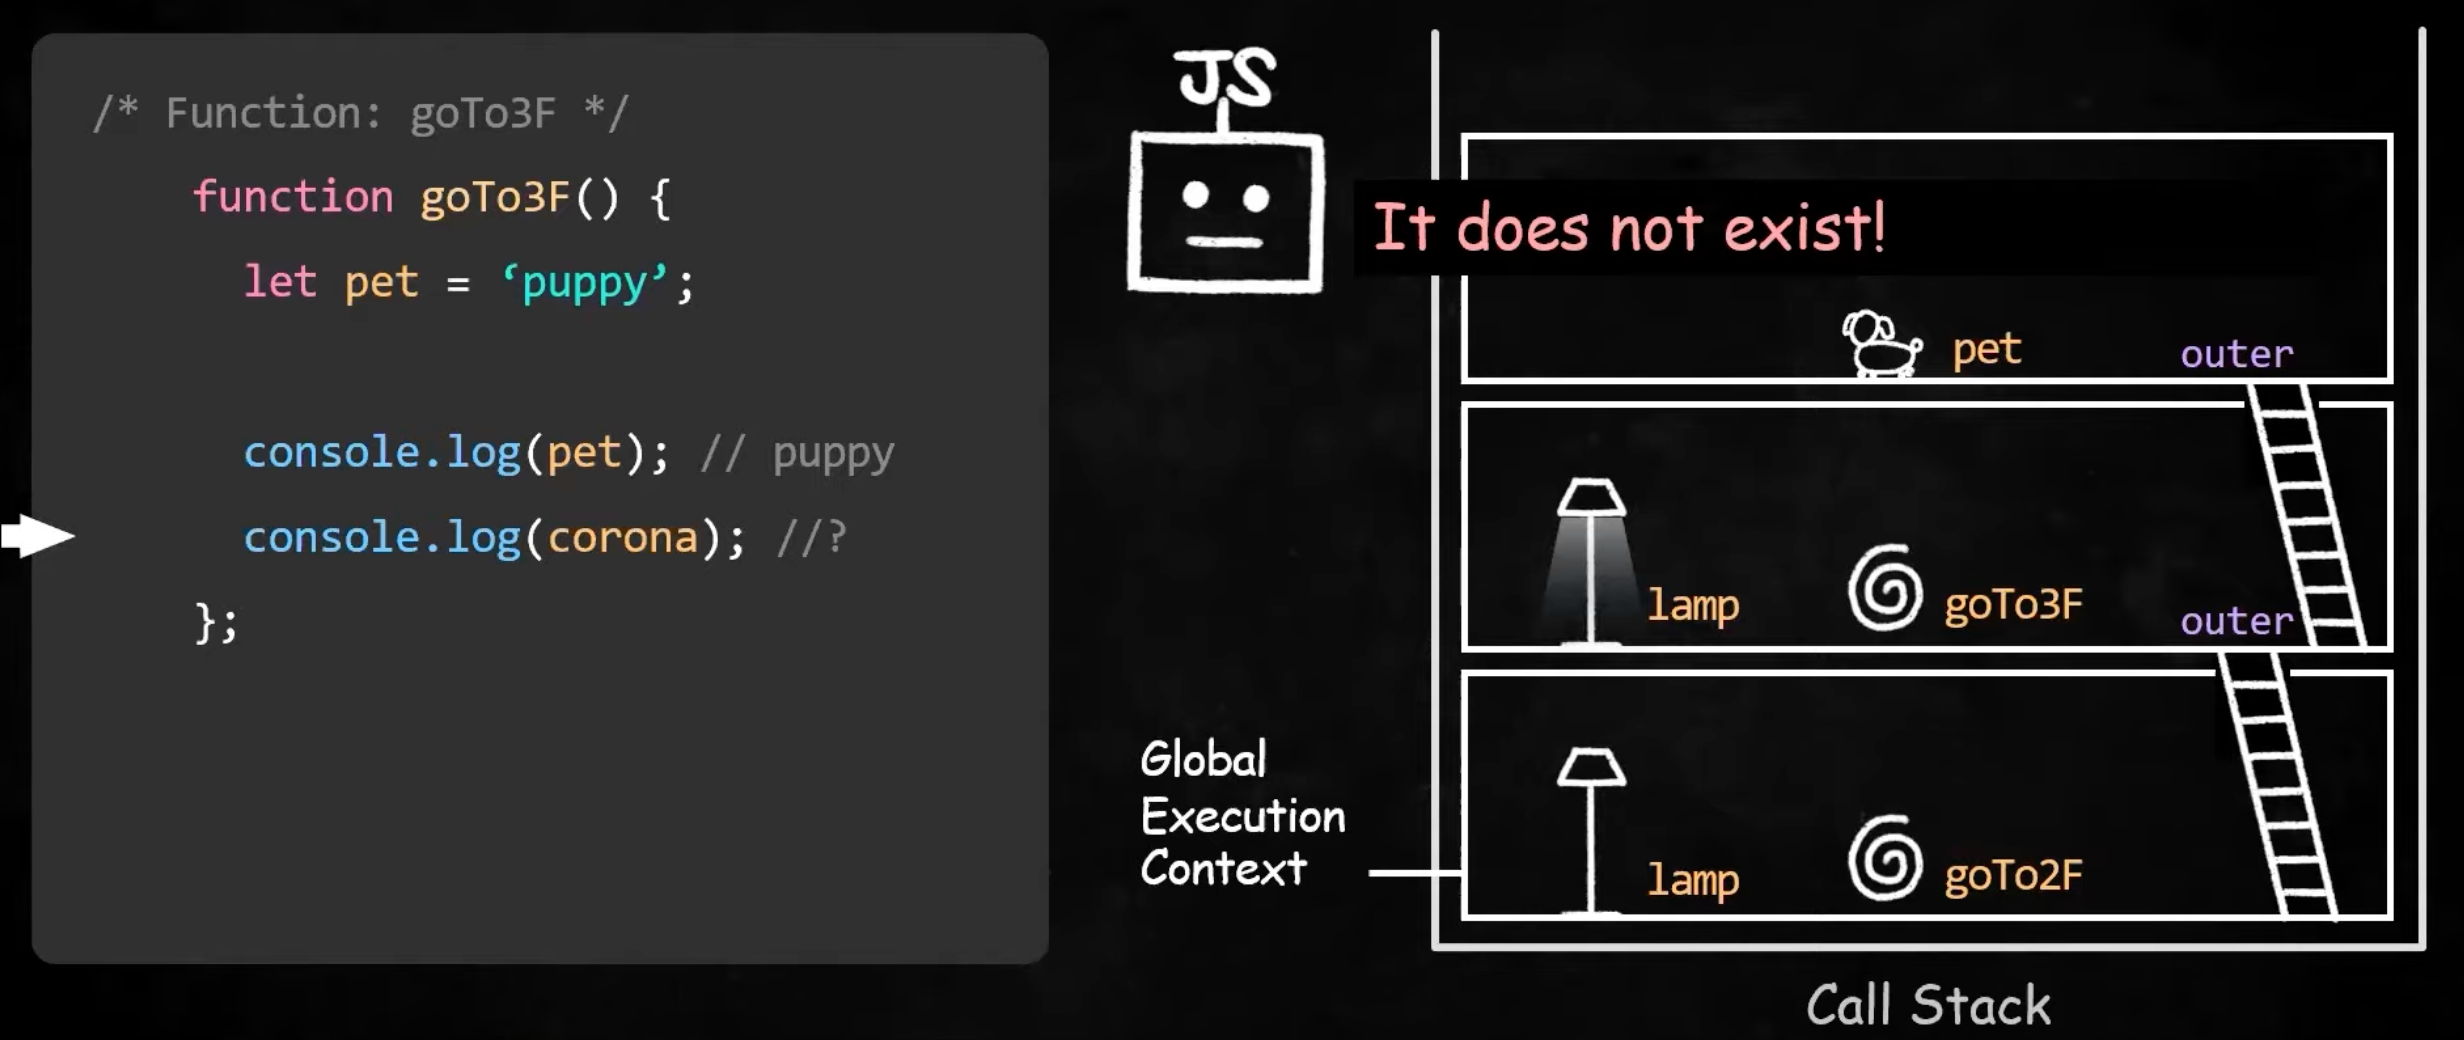 /* Function: goTo3F */
function goTo3F() {
let pet = ‘puppy’;
console.log(pet); // puppy
console.log(corona); //?
};
JS
It does not exist!
pet
outer
lamp
goTo3F
outer
Global
Execution
Context
lamp
goTo2F
Call Stack